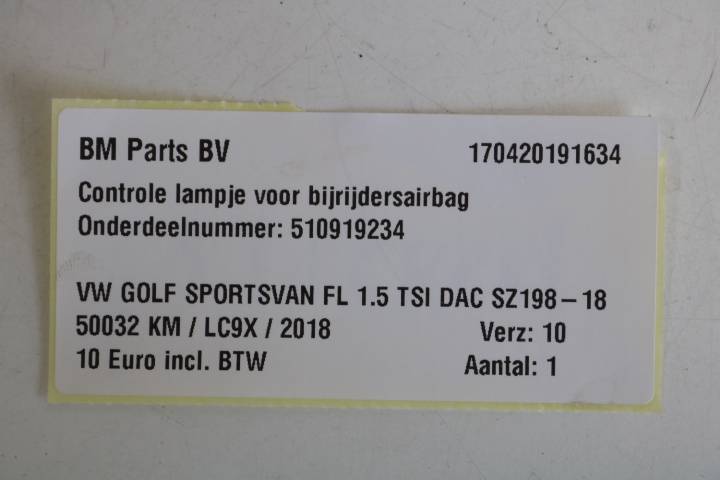 BM Parts BV 170420191634
Controle lampje voor bijrijdersairbag
Onderdeelnummer: 510919234
VW GOLF SPORTSVAN FL 1.5 TSI DAC SZ198-18
50032 KM / LC9X / 2018 Verz: 10
10 Euro incl. BTW Aantal: 1